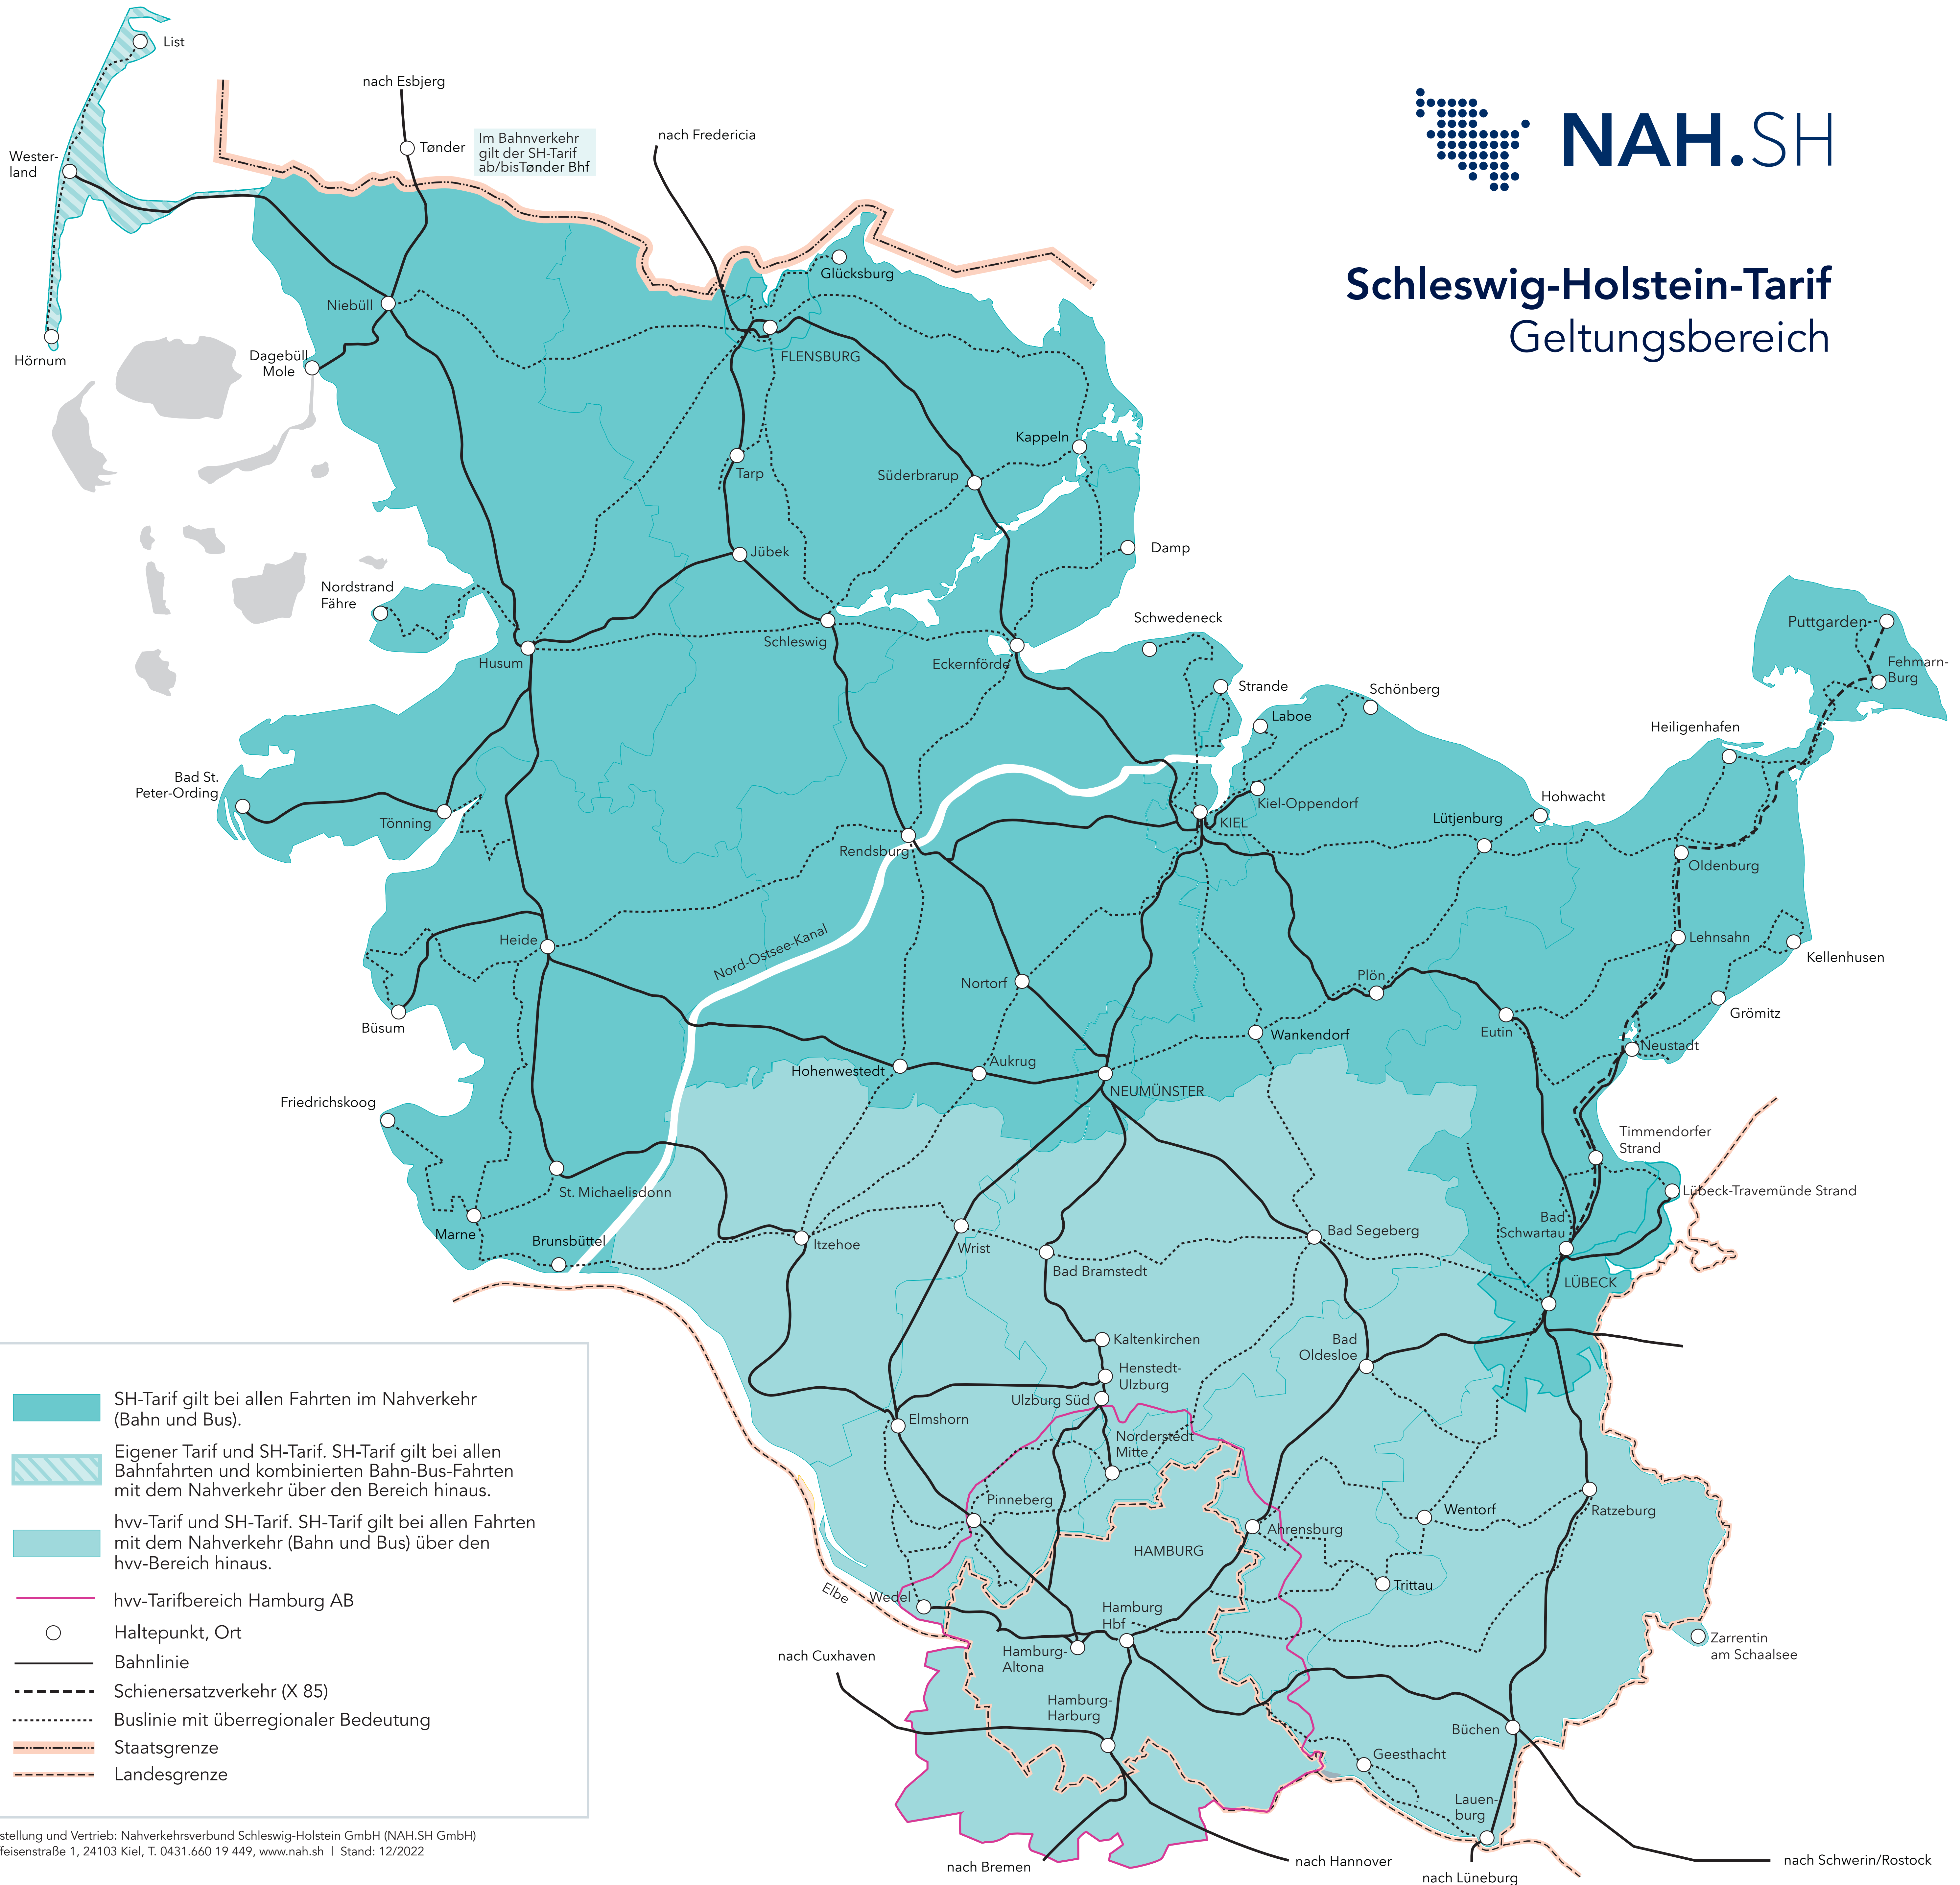 List
nach Esbjerg
Tønder
Im Bahnverkehr
gilt der SH-Tarif
ab/bisTønder Bhf
nach Fredericia
NAH.SH
Wester-
land
Schleswig-Holstein-Tarif
Geltungsbereich
Glücksburg
Niebüll
Hörnum
Dagebüll
Mole
FLENSBURG
Kappeln
Tarp
Süderbrarup
Jübek
Damp
Nordstrand
Fähre
Schwedeneck
Puttgarden
Schleswig
Husum
Eckernförde
Fehmarn-
Burg
Strande
Schönberg
Laboe
Heiligenhafen
Bad St.
Peter-Ording
Kiel-Oppendorf
Hohwacht
Tönning
KIEL
Lütjenburg
Rendsburg
Oldenburg
Heide
Nord-Ostsee-Kanal
Lehnsahn
Kellenhusen
Nortorf
Plön
Büsum
Grömitz
Eutin
Wankendorf
Neustadt
Hohenwestedt
Aukrug
NEUMÜNSTER
Friedrichskoog
Timmendorfer
Strand
St. Michaelisdonn
Lübeck-Travemünde Strand
Marne
Brunsbüttel
Itzehoe
Wrist
Bad Segeberg
Bad
Schwartau
Bad Bramstedt
LÜBECK
Kaltenkirchen
Bad
Oldesloe
Henstedt-
Ulzburg
Ulzburg Süd
Elmshorn
Norderstedt
Mitte
Pinneberg
Wentorf
Ratzeburg
Ahrensburg
HAMBURG
Trittau
Elbe
Wedel
Hamburg
Hbf
Zarrentin
am Schaalsee
Hamburg-
Altona
nach Cuxhaven
Hamburg-
Harburg
Büchen
Geesthacht
Lauen-
burg
nach Bremen
nach Hannover
nach Lüneburg
nach Schwerin/Rostock
SH-Tarif gilt bei allen Fahrten im Nahverkehr
(Bahn und Bus).
Eigener Tarif und SH-Tarif. SH-Tarif gilt bei allen
Bahnfahrten und kombinierten Bahn-Bus-Fahrten
mit dem Nahverkehr über den Bereich hinaus.
hvv-Tarif und SH-Tarif. SH-Tarif gilt bei allen Fahrten
mit dem Nahverkehr (Bahn und Bus) über den
hvv-Bereich hinaus.
hvv-Tarifbereich Hamburg AB
Haltepunkt, Ort
Bahnlinie
Schienersatzverkehr (X 85)
Buslinie mit überregionaler Bedeutung
Staatsgrenze
Landesgrenze
stellung und Vertrieb: Nahverkehrsverbund Schleswig-Holstein GmbH (NAH.SH GmbH)
ffeisenstraße 1, 24103 Kiel, T. 0431.660 19 449, www.nah.sh | Stand: 12/2022